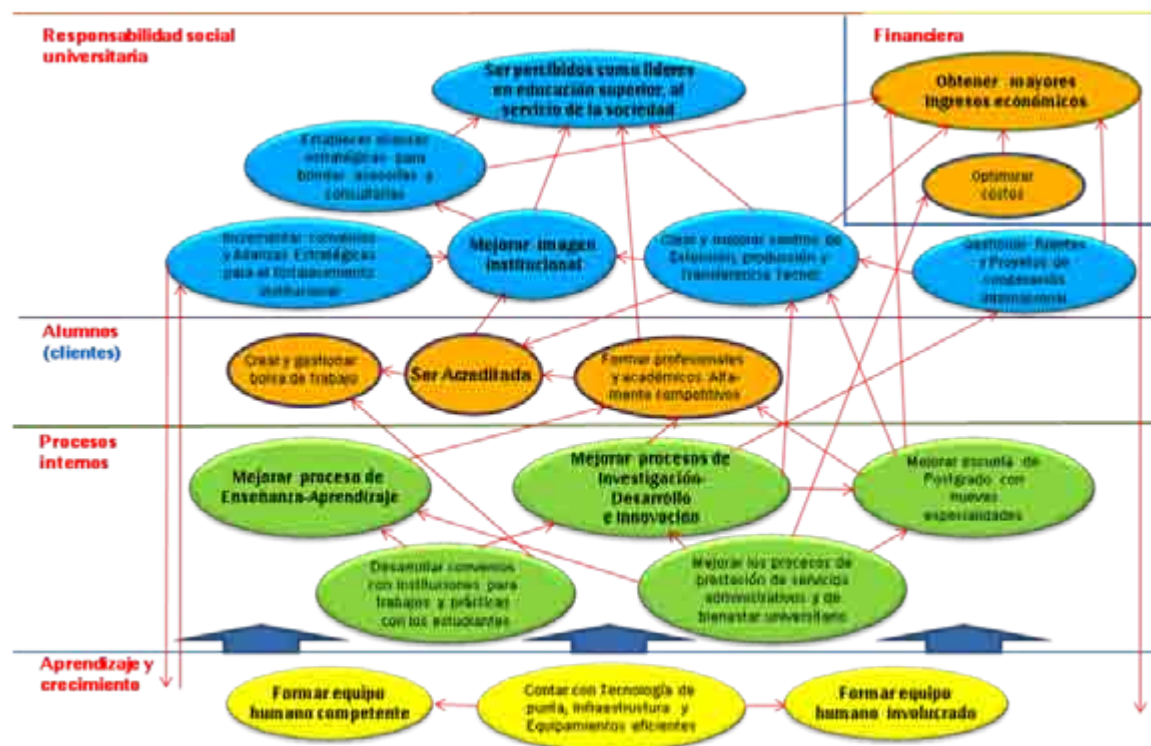 Responsabilidad social
universitaria
Financiera
Ser percibidos como líderes
en educación superior, al
servicio de la sociedad
Obtener mayores
ingresos económicos
Establecer alianzas
estratégicas para
brindar asesorías y
consultorías
Optimizar
costos
Incrementar convenios
y Alianzas Estratégicas
para el fortalecimiento
institucional
Mejorar imagen
institucional
Crear y mejorar centros de
Extensión, producción y
Transferencia Tecnol.
Gestionar fuentes
y Proyectos de
cooperación
internacional
Alumnos
(clientes)
Crear y gestionar
bolsa de trabajo
Ser Acreditada
Formar profesionales
y académicos Alta-
mente competitivos
Procesos
internos
Mejorar proceso de
Enseñanza-Aprendizaje
Mejorar procesos de
Investigación-
Desarrollo
e Innovación
Mejorar escuela de
Postgrado con
nuevas
especialidades
Desarrollar convenios
con instituciones para
trabajos y prácticas
con los estudiantes
Mejorar los procesos de
prestación de servicios
administrativos y de
bienestar universitario
Aprendizaje y
crecimiento
Formar equipo
humano competente
Contar con Tecnología de
punta, infraestructura y
Equipamientos eficientes
Formar equipo
humano involucrado